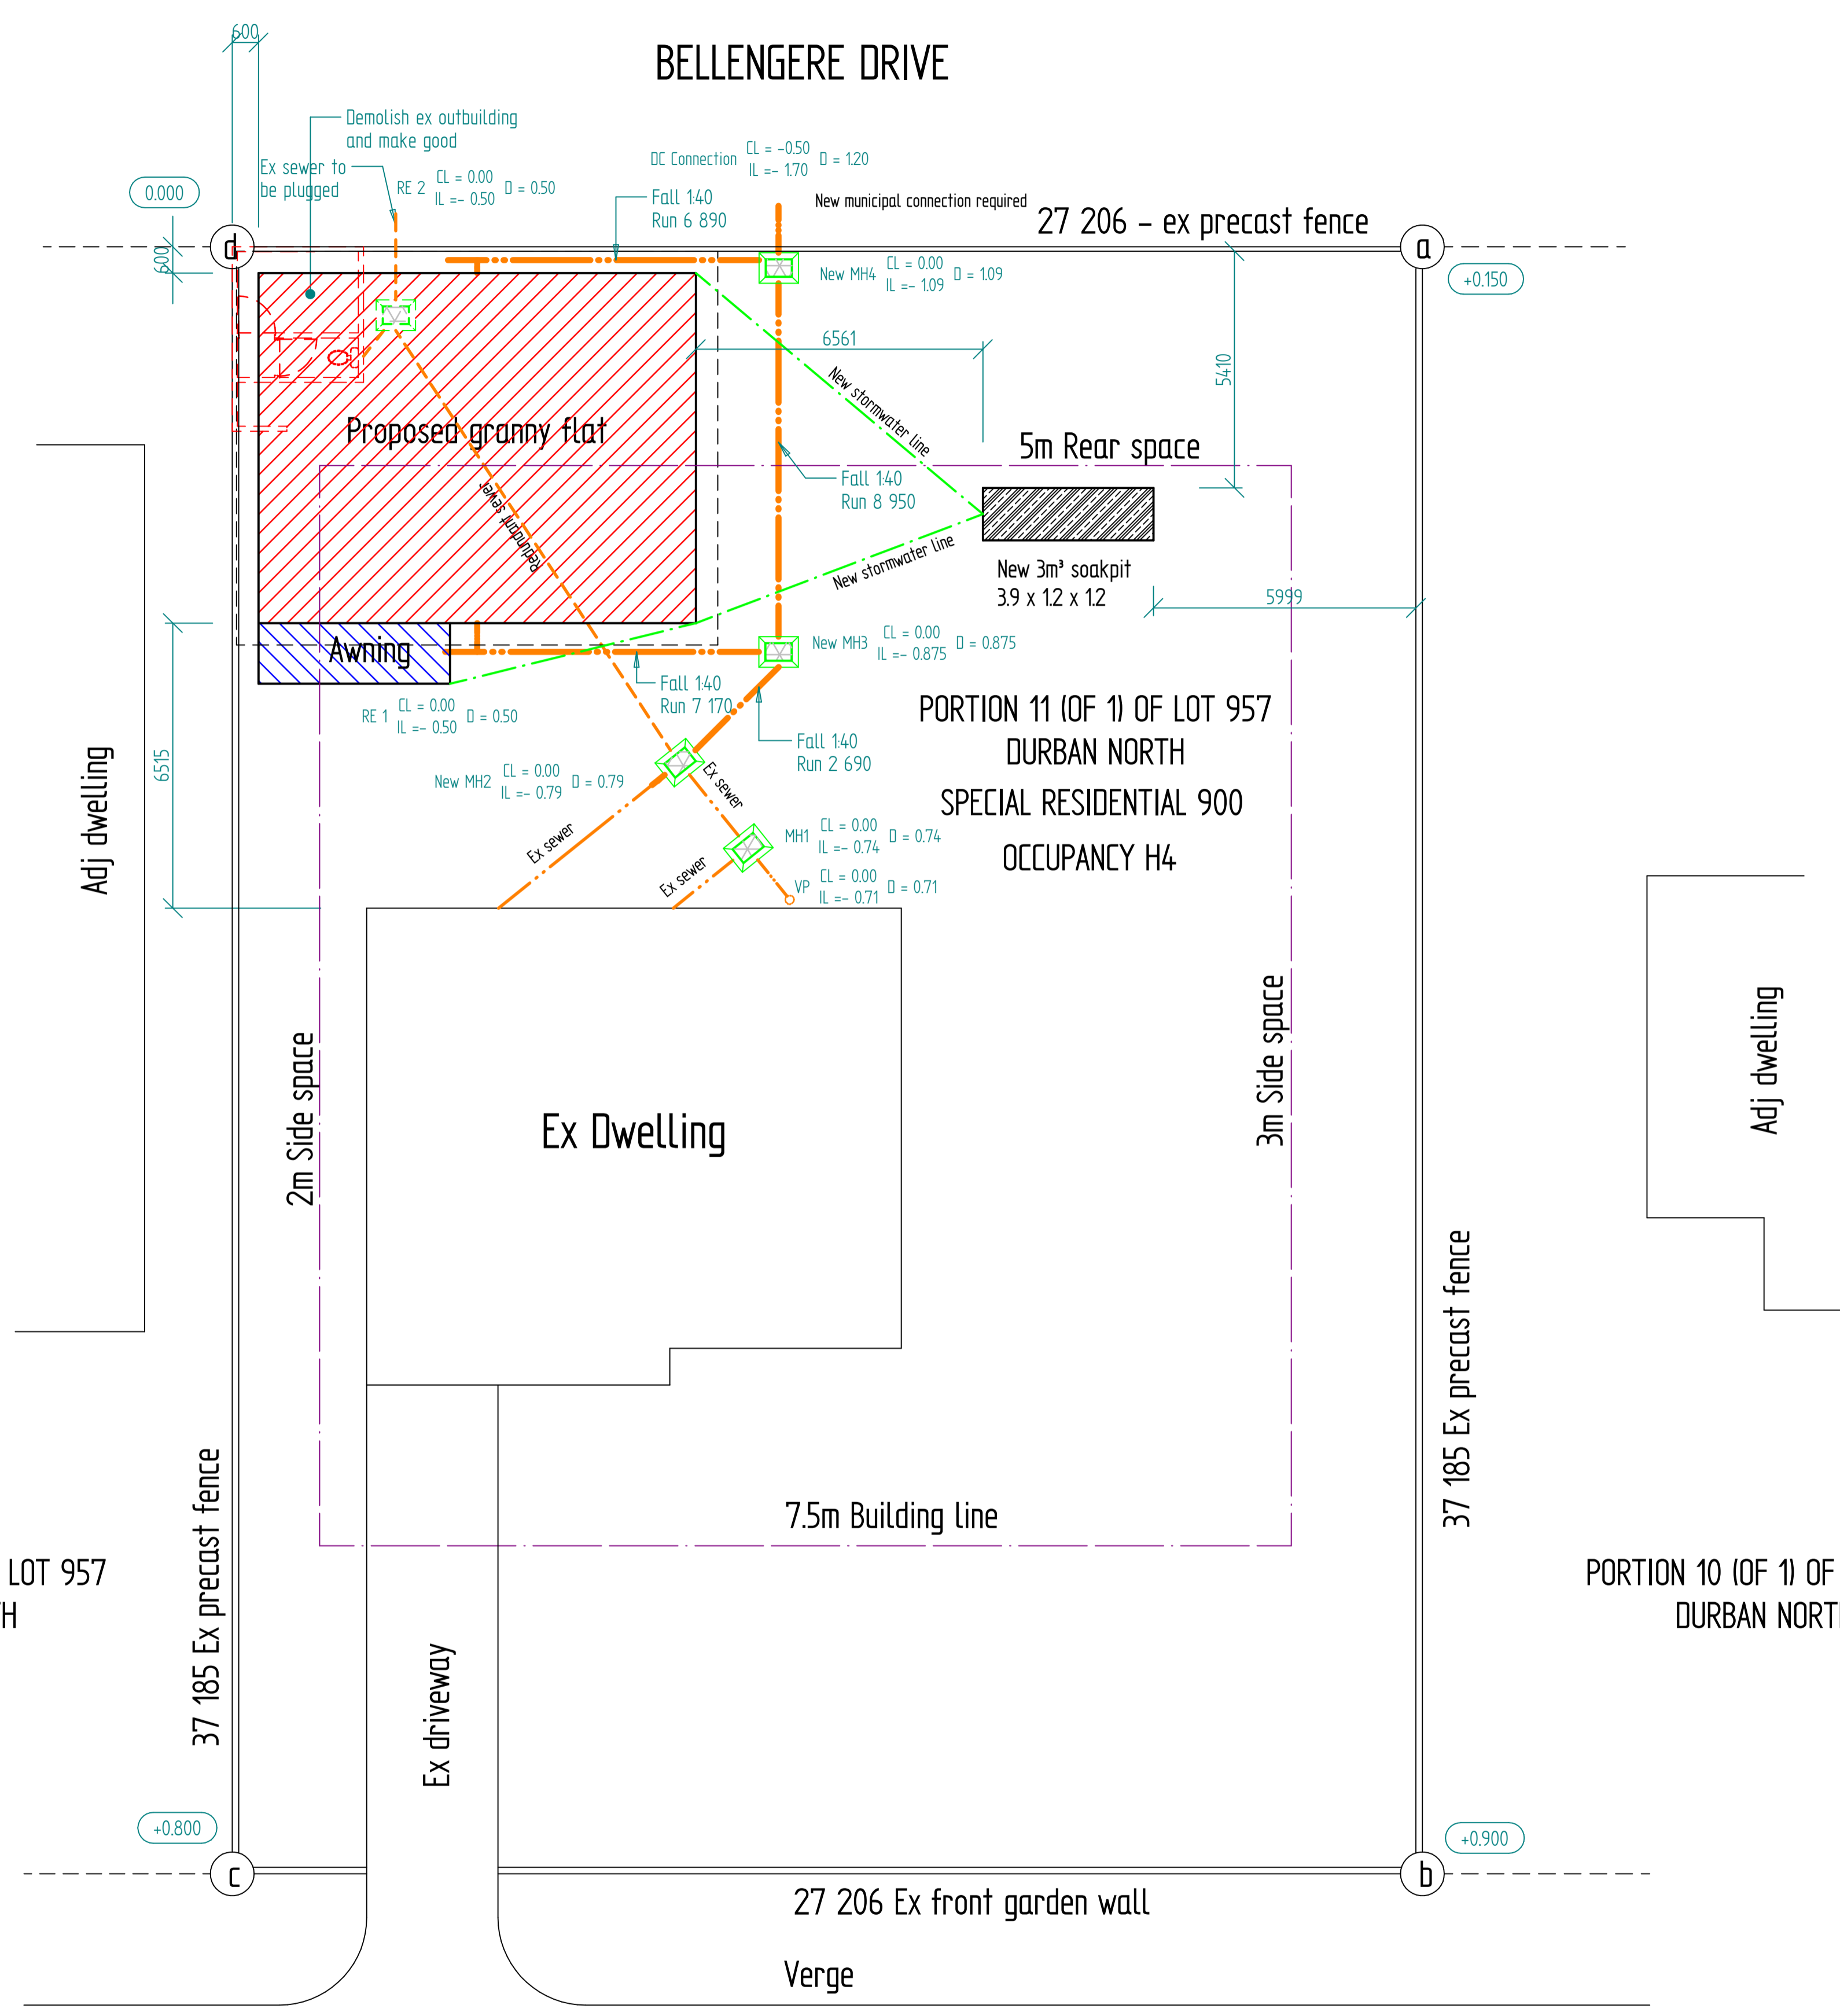 600
BELLENGERE DRIVE
Demolish ex outbuilding
and make good
Ex sewer to
be plugged
RE 2 CL = 0.00 D = 0.50
IL =- 0.50
DC Connection CL = -0.50 D = 1.20
IL =- 1.70
0.000
Fall 1:40
Run 6 890
New municipal connection required
27 206 - ex precast fence
d
a
600
New MH4 CL = 0.00 D = 1.09
IL =- 1.09
+0.150
6561
5410
New stormwater line
Proposed granny flat
5m Rear space
Fall 1:40
Run 8 950
Redundant sewer
New stormwater line
New 3m³ soakpit
3.9 x 1.2 x 1.2
5999
Awning
New MH3 CL = 0.00 D = 0.875
IL =- 0.875
Fall 1:40
Run 7 170
RE 1 CL = 0.00 D = 0.50
IL =- 0.50
PORTION 11 (OF 1) OF LOT 957
DURBAN NORTH
Fall 1:40
Run 2 690
6515
Adj dwelling
New MH2 CL = 0.00 D = 0.79
IL =- 0.79
Ex sewer
SPECIAL RESIDENTIAL 900
Ex sewer
MH1 CL = 0.00 D = 0.74
IL =- 0.74
OCCUPANCY H4
Ex sewer
VP CL = 0.00 D = 0.71
IL =- 0.71
2m Side space
Ex Dwelling
3m Side space
Adj dwelling
37 185 Ex precast fence
7.5m Building line
37 185 Ex precast fence
LOT 957
H
PORTION 10 (OF 1) OF
DURBAN NORTH
Ex driveway
+0.800
+0.900
c
b
27 206 Ex front garden wall
Verge